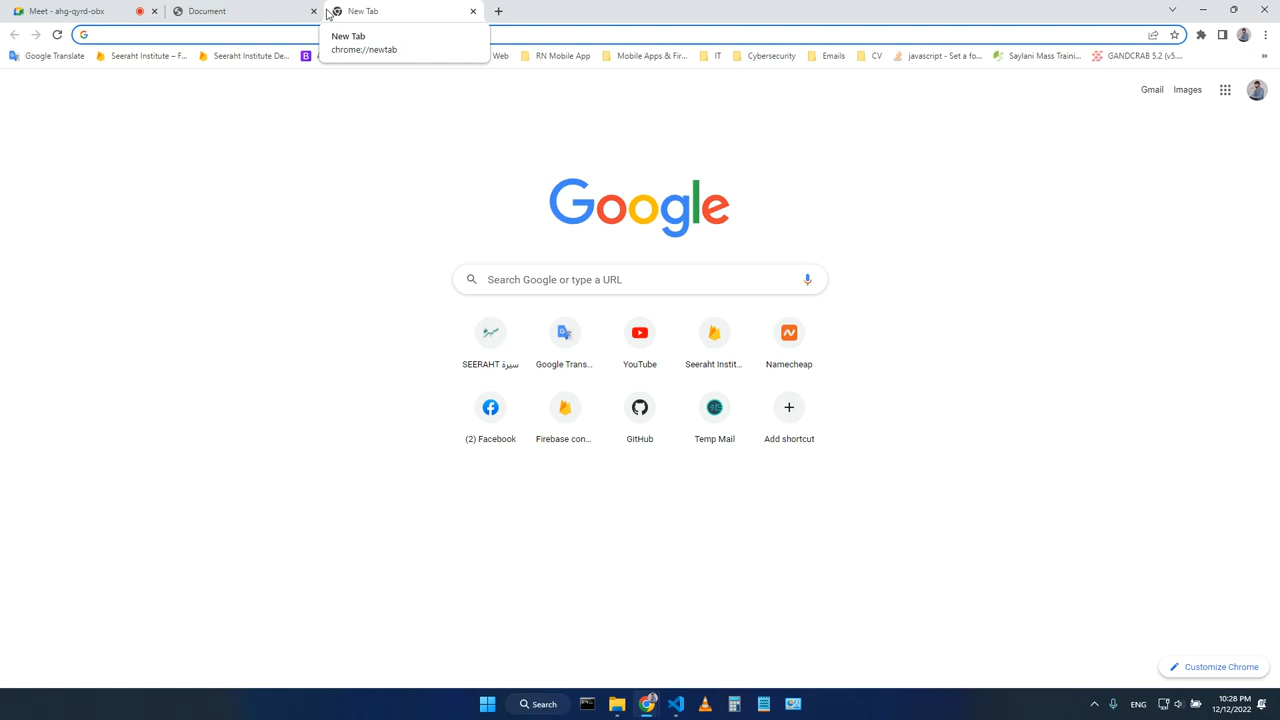 Meet - ahg-qyrd-obx
Document
New Tab
New Tab
chrome://newtab
Google Translate
Seeraht Institute – F...
Seeraht Institute De...
Web
RN Mobile App
Mobile Apps & Fir...
IT
Cybersecurity
Emails
CV
javascript - Set a fo...
Saylani Mass Traini...
GANDCRAB 5.2 (v5....
Gmail
Images
Google
Search Google or type a URL
SEERAHT سيرة
Google Trans...
YouTube
Seeraht Instit...
Namecheap
(2) Facebook
Firebase con...
GitHub
Temp Mail
Add shortcut
Customize Chrome
Search
ENG
10:28 PM
12/12/2022